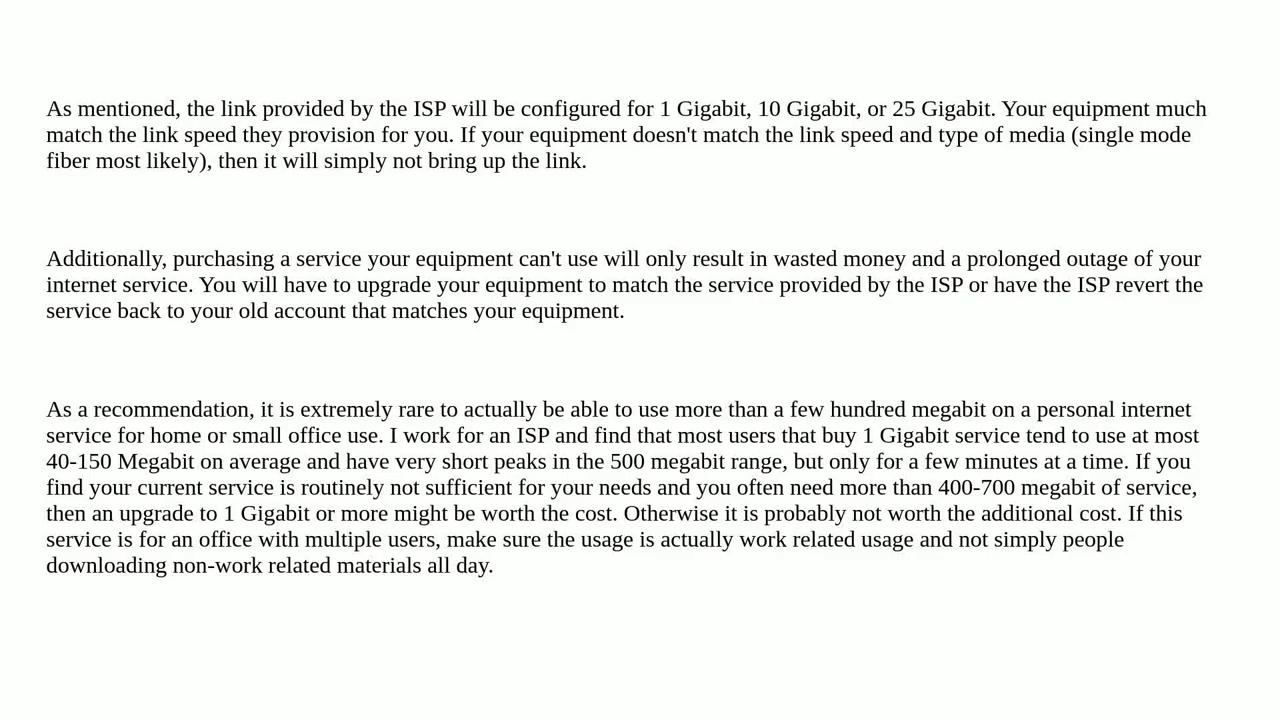 As mentioned, the link provided by the ISP will be configured for 1 Gigabit, 10 Gigabit, or 25 Gigabit. Your equipment much
match the link speed they provision for you. If your equipment doesn't match the link speed and type of media (single mode
fiber most likely), then it will simply not bring up the link.
Additionally, purchasing a service your equipment can't use will only result in wasted money and a prolonged outage of your
internet service. You will have to upgrade your equipment to match the service provided by the ISP or have the ISP revert the
service back to your old account that matches your equipment.
As a recommendation, it is extremely rare to actually be able to use more than a few hundred megabit on a personal internet
service for home or small office use. I work for an ISP and find that most users that buy 1 Gigabit service tend to use at most
40-150 Megabit on average and have very short peaks in the 500 megabit range, but only for a few minutes at a time. If you
find your current service is routinely not sufficient for your needs and you often need more than 400-700 megabit of service,
then an upgrade to 1 Gigabit or more might be worth the cost. Otherwise it is probably not worth the additional cost. If this
service is for an office with multiple users, make sure the usage is actually work related usage and not simply people
downloading non-work related materials all day.